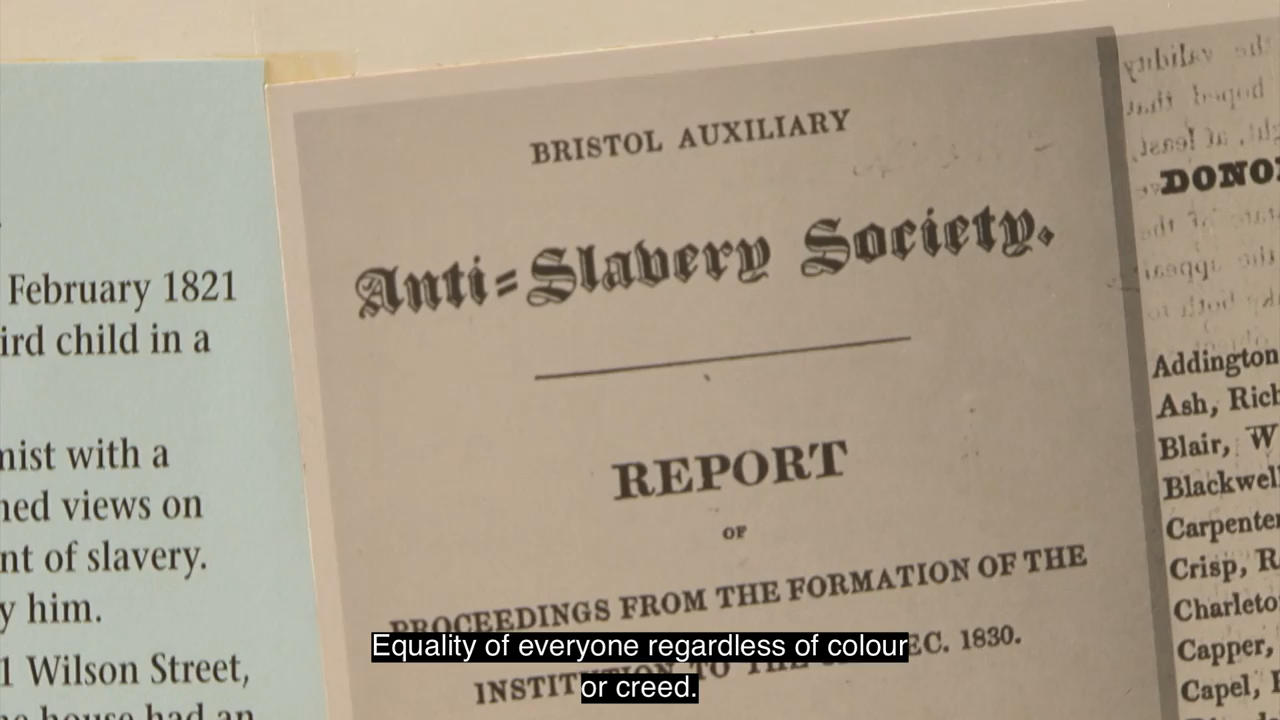 February 1821
ird child in a
nist with a
ned views on
nt of slavery.
y him.
1 Wilson Street,
BRISTOL AUXILIARY
Anti-Slavery Society.
REPORT
OF
PROCEEDINGS FROM THE FORMATION OF THE
INSTITUTION TO THE EC. 1830.
DONO
Addington
Ash, Rich
Blair, W
Blackwell
Carpenter
Crisp, R
Charleto
Capper,
Capel,
Equality of everyone regardless of colour
or creed.